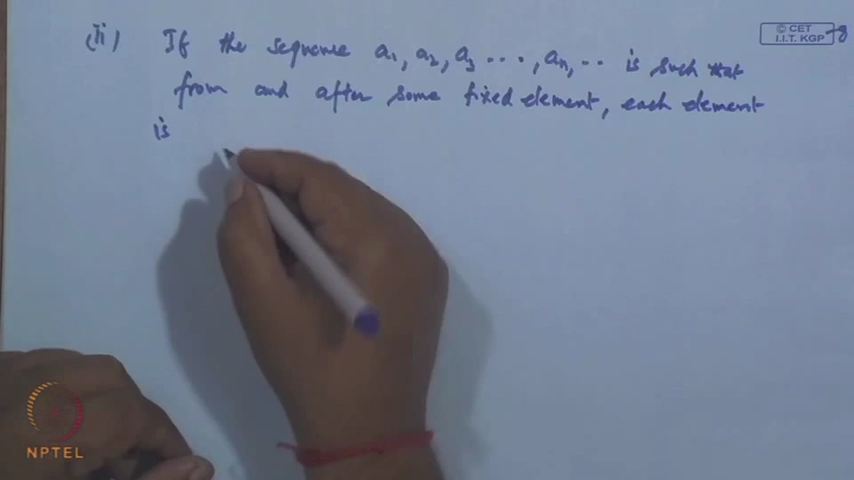 (ii) If the sequence a1, a2, a3 ...., an, .. is such that
from and after some fixed element, each element
is
© CET
I.I.T. KGP
8
NPTEL